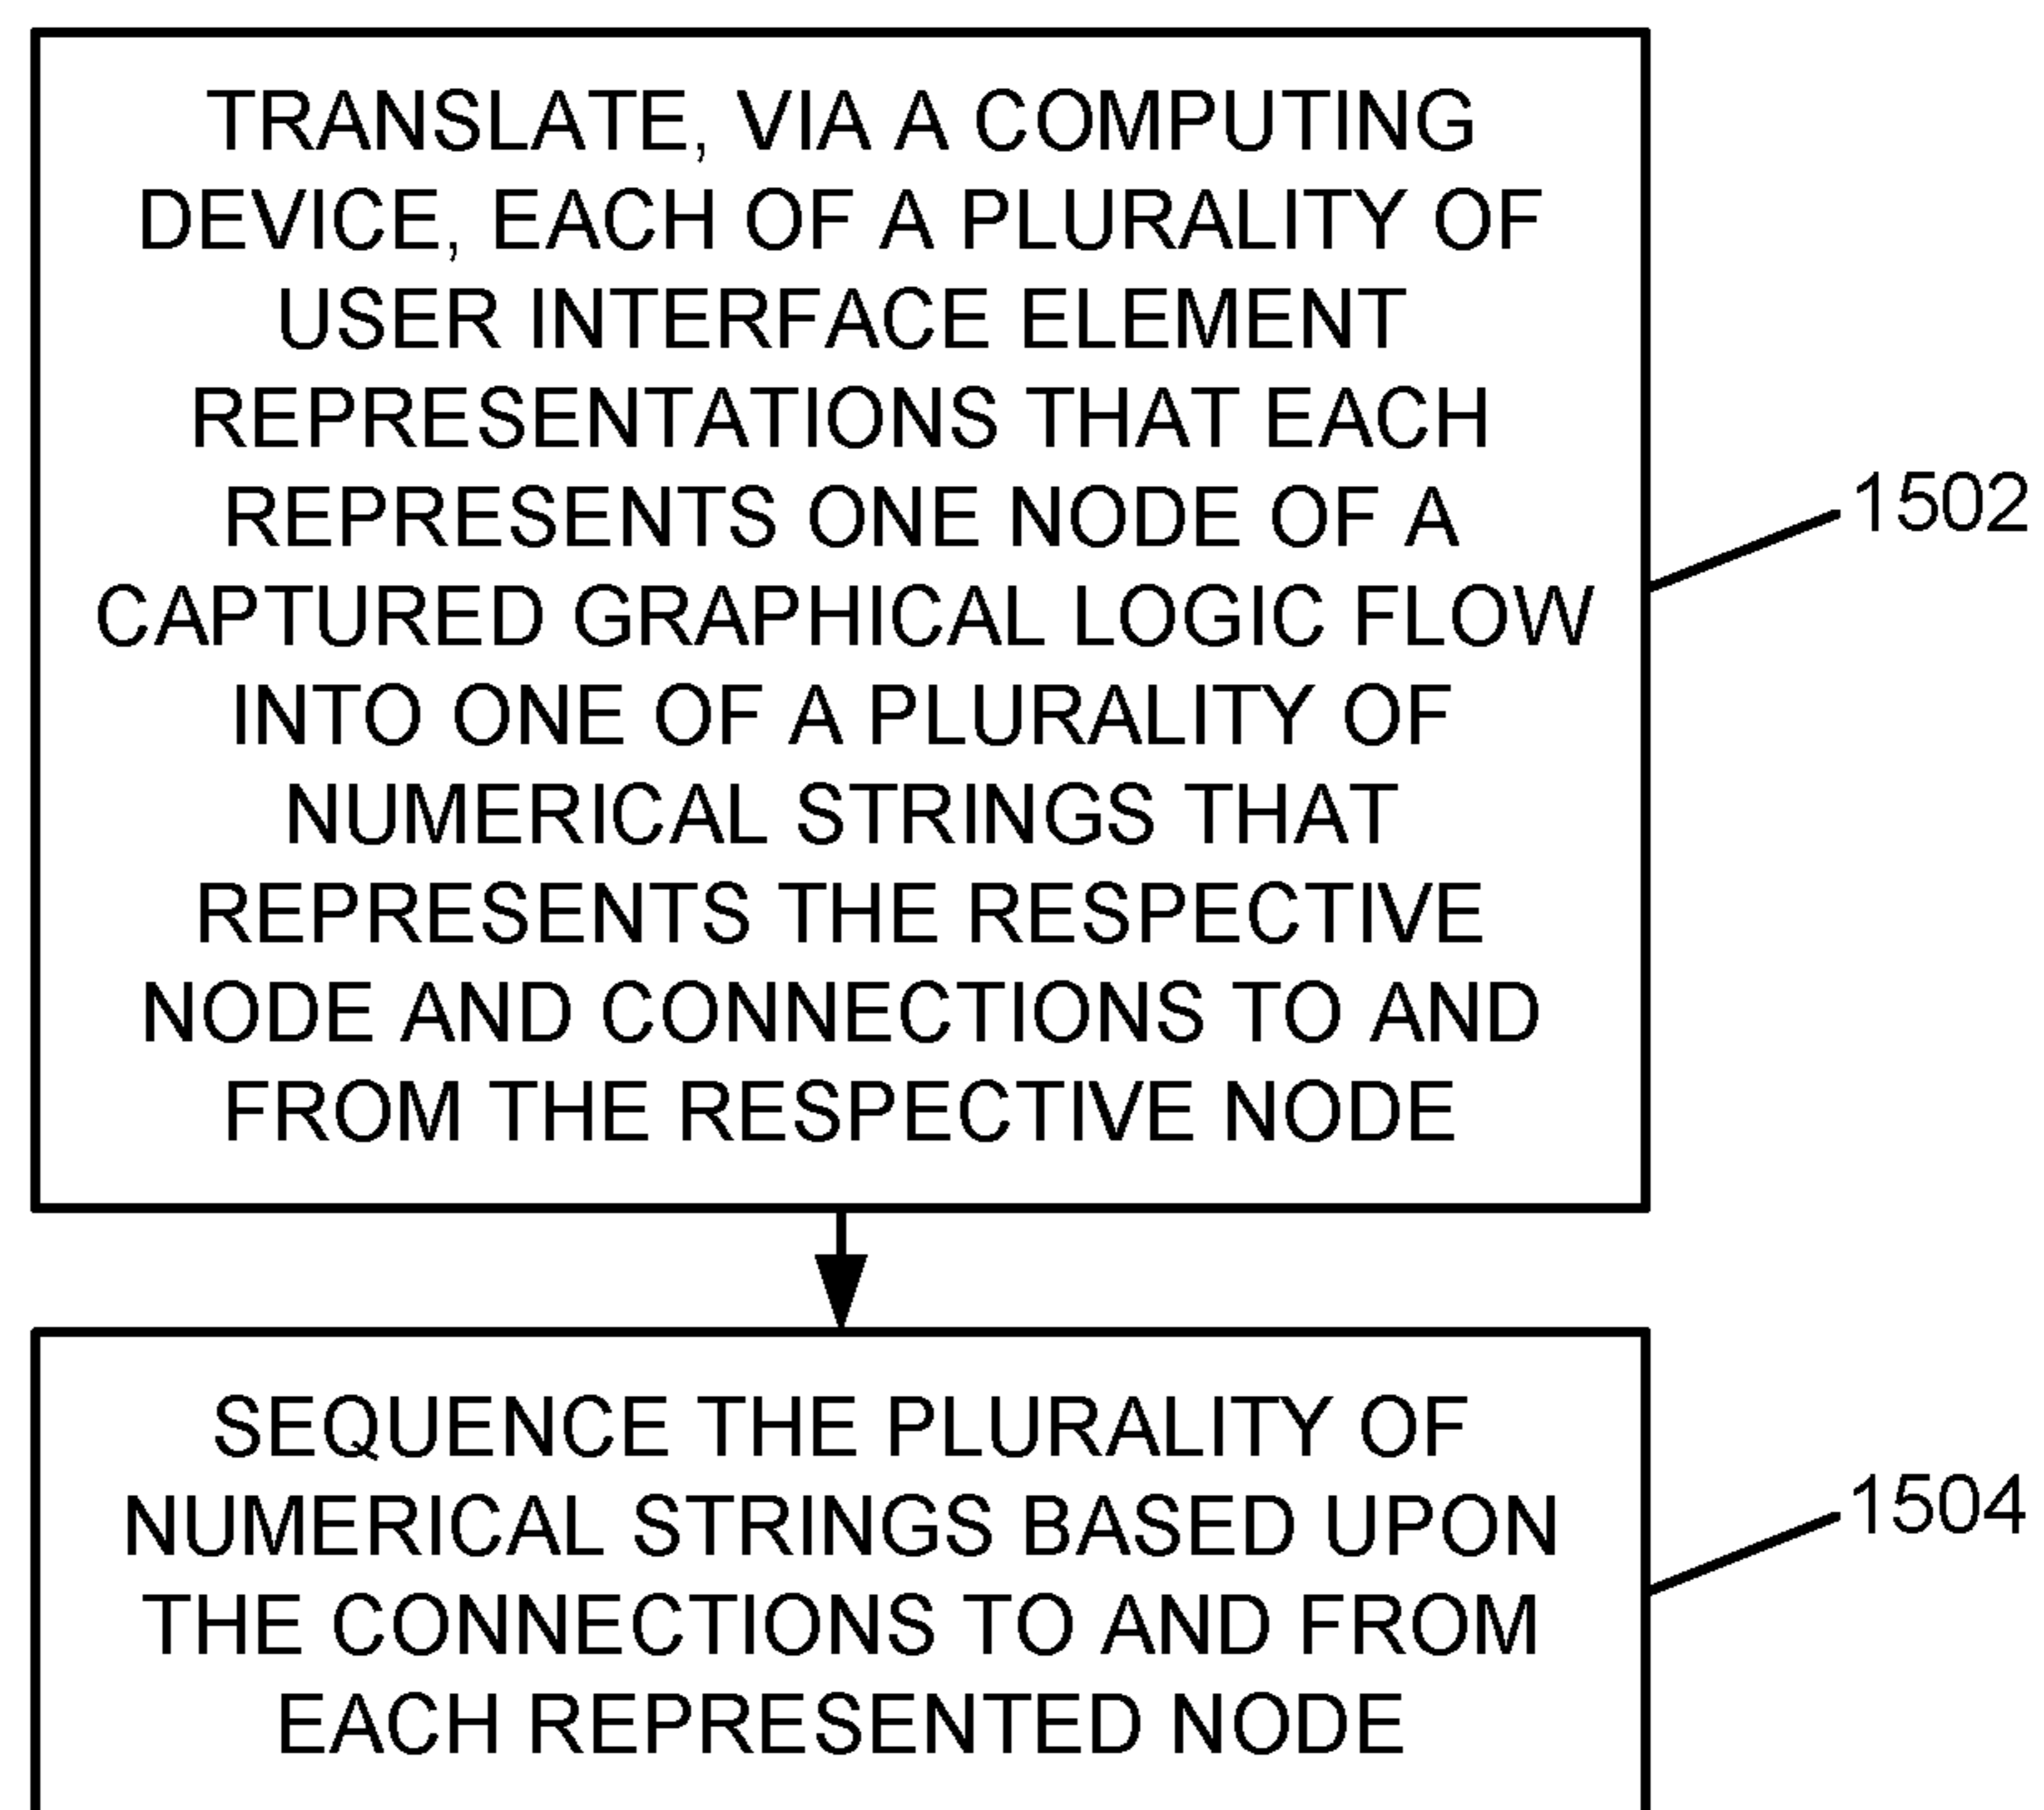 TRANSLATE, VIA A COMPUTING
DEVICE, EACH OF A PLURALITY OF
USER INTERFACE ELEMENT
REPRESENTATIONS THAT EACH
REPRESENTS ONE NODE OF A
CAPTURED GRAPHICAL LOGIC FLOW
INTO ONE OF A PLURALITY OF
NUMERICAL STRINGS THAT
REPRESENTS THE RESPECTIVE
NODE AND CONNECTIONS TO AND
FROM THE RESPECTIVE NODE
1502
SEQUENCE THE PLURALITY OF
NUMERICAL STRINGS BASED UPON
THE CONNECTIONS TO AND FROM
EACH REPRESENTED NODE
1504